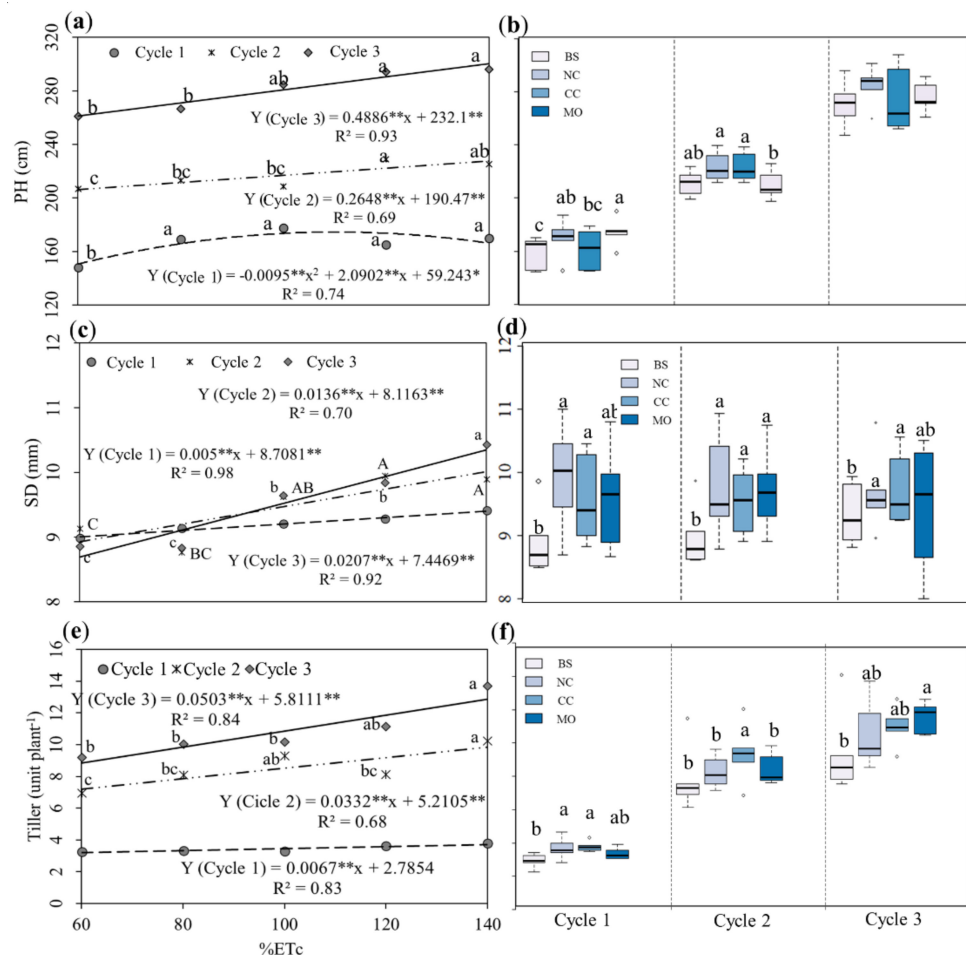 (a)
Cycle 1 Cycle 2 Cycle 3
PH (cm)
280
240
200
160
120
b b ab a a
c bc bc a ab
b a a a a
Y (Cycle 3) = 0.4886**x + 232.1**
R² = 0.93
Y (Cycle 2) = 0.2648**x + 190.47**
R² = 0.69
Y (Cycle 1) = -0.0095**x² + 2.0902**x + 59.243*
R² = 0.74
(b)
BS
NC
CC
MO
c ab bc a
ab a a b
(c)
Cycle 1 Cycle 2 Cycle 3
SD (mm)
12
11
10
9
8
Y (Cycle 2) = 0.0136**x + 8.1163**
R² = 0.70
Y (Cycle 1) = 0.005**x + 8.7081**
R² = 0.98
C BC AB A A
c c b b a
Y (Cycle 3) = 0.0207**x + 7.4469**
R² = 0.92
(d)
12
11
10
9
8
BS
NC
CC
MO
b a a ab
b a a a
b a a ab
(e)
Cycle 1 Cycle 2 Cycle 3
Tiller (unit plant⁻¹)
16
14
12
10
8
6
4
2
0
Y (Cycle 3) = 0.0503**x + 5.8111**
R² = 0.84
b b b ab a
c bc ab bc a
Y (Cicle 2) = 0.0332**x + 5.2105**
R² = 0.68
Y (Cycle 1) = 0.0067**x + 2.7854
R² = 0.83
60 80 100 120 140
%ETc
(f)
BS
NC
CC
MO
b a a ab
b b a b
b ab ab a
Cycle 1 Cycle 2 Cycle 3